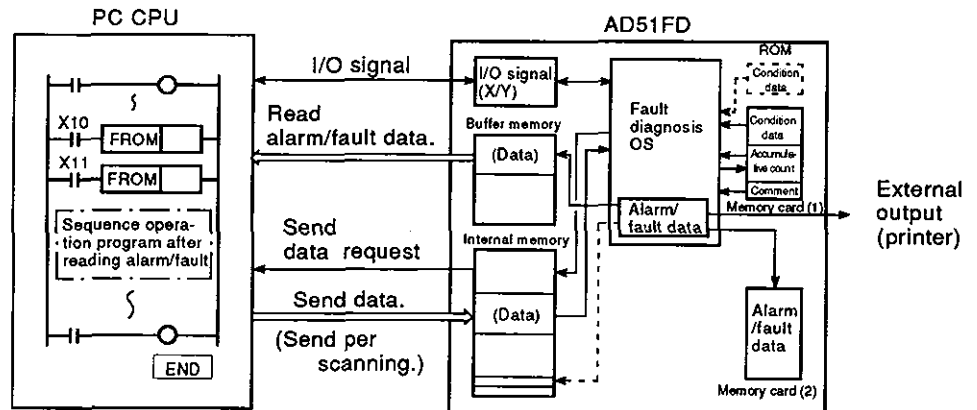 PC CPU
X10
FROM
X11
FROM
Sequence opera-
tion program after
reading alarm/fault
END
I/O signal
Read
alarm/fault data.
Send
data request
Send data.
(Send per
scanning.)
AD51FD
I/O signal
(X/Y)
Buffer memory
(Data)
Internal memory
(Data)
Fault
diagnosis
OS
Alarm/
fault data
ROM
Condition
data
Condition
data
Accumula-
tive count
Comment
Memory card (1)
Alarm
/fault
data
Memory card (2)
External
output
(printer)